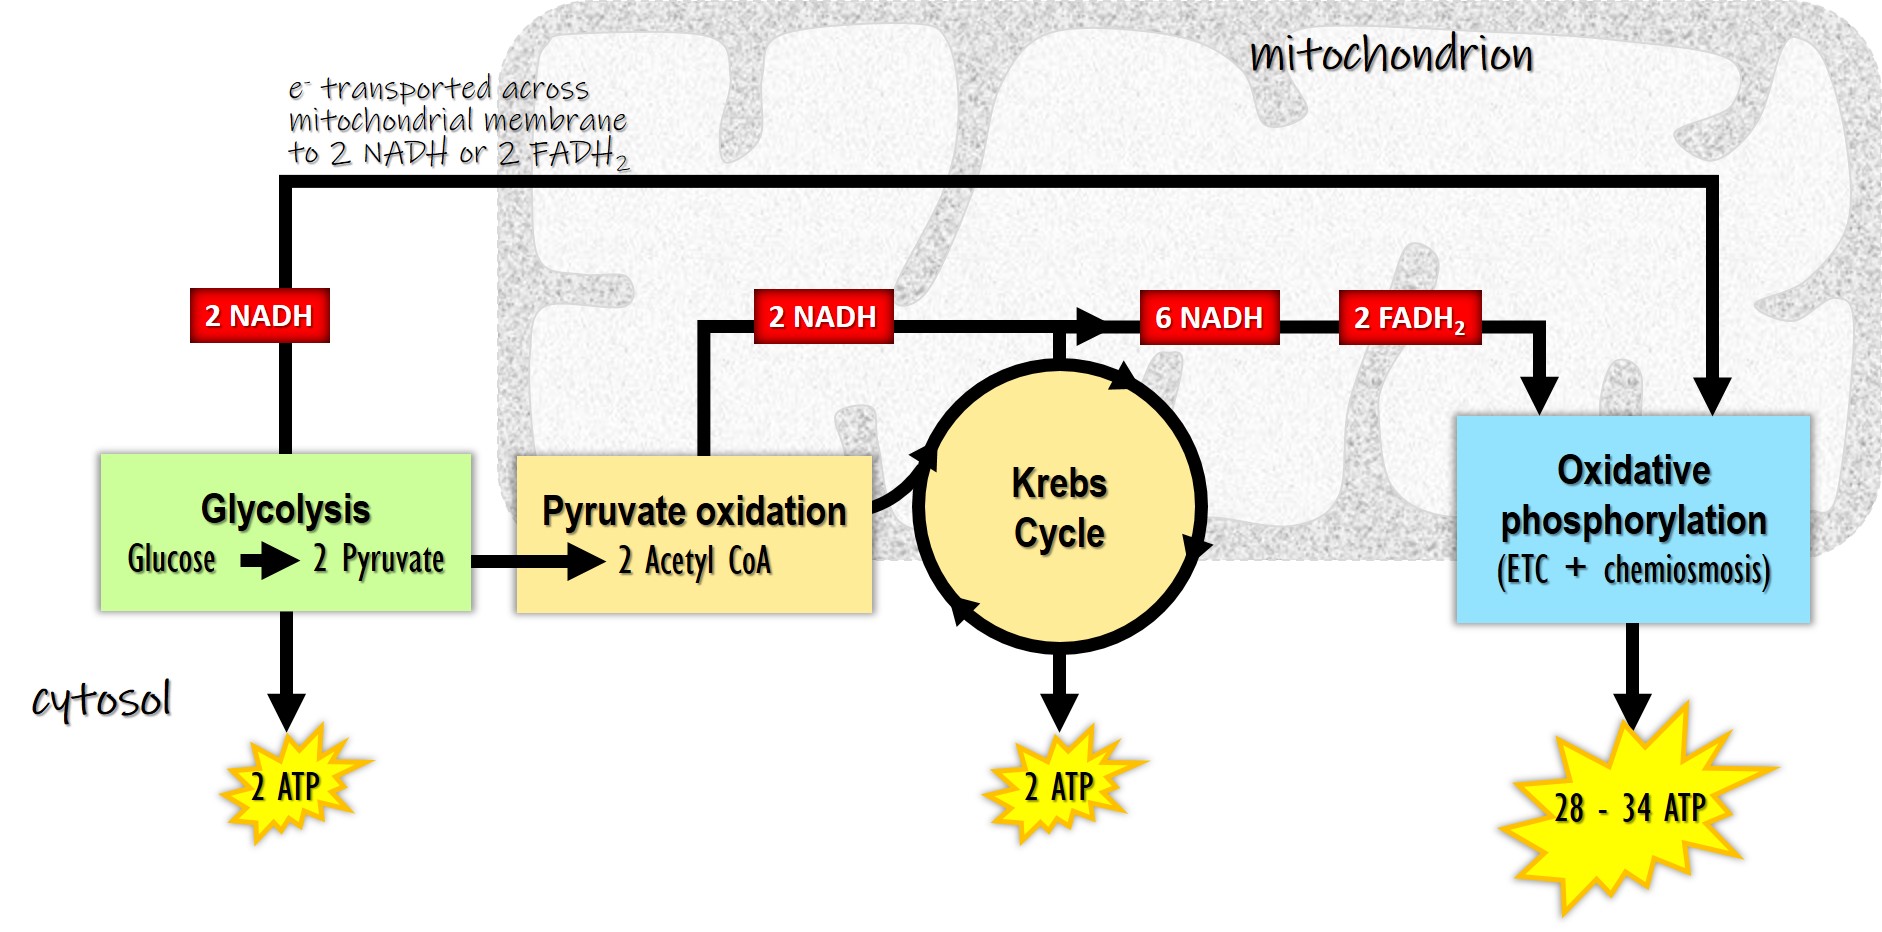 mitochondrion
e⁻ transported across
mitochondrial membrane
to 2 NADH or 2 FADH₂
2 NADH
2 NADH
6 NADH
2 FADH₂
Glycolysis
Glucose
2 Pyruvate
Pyruvate oxidation
2 Acetyl CoA
Krebs
Cycle
Oxidative
phosphorylation
(ETC + chemiosmosis)
cytosol
2 ATP
2 ATP
28 - 34 ATP